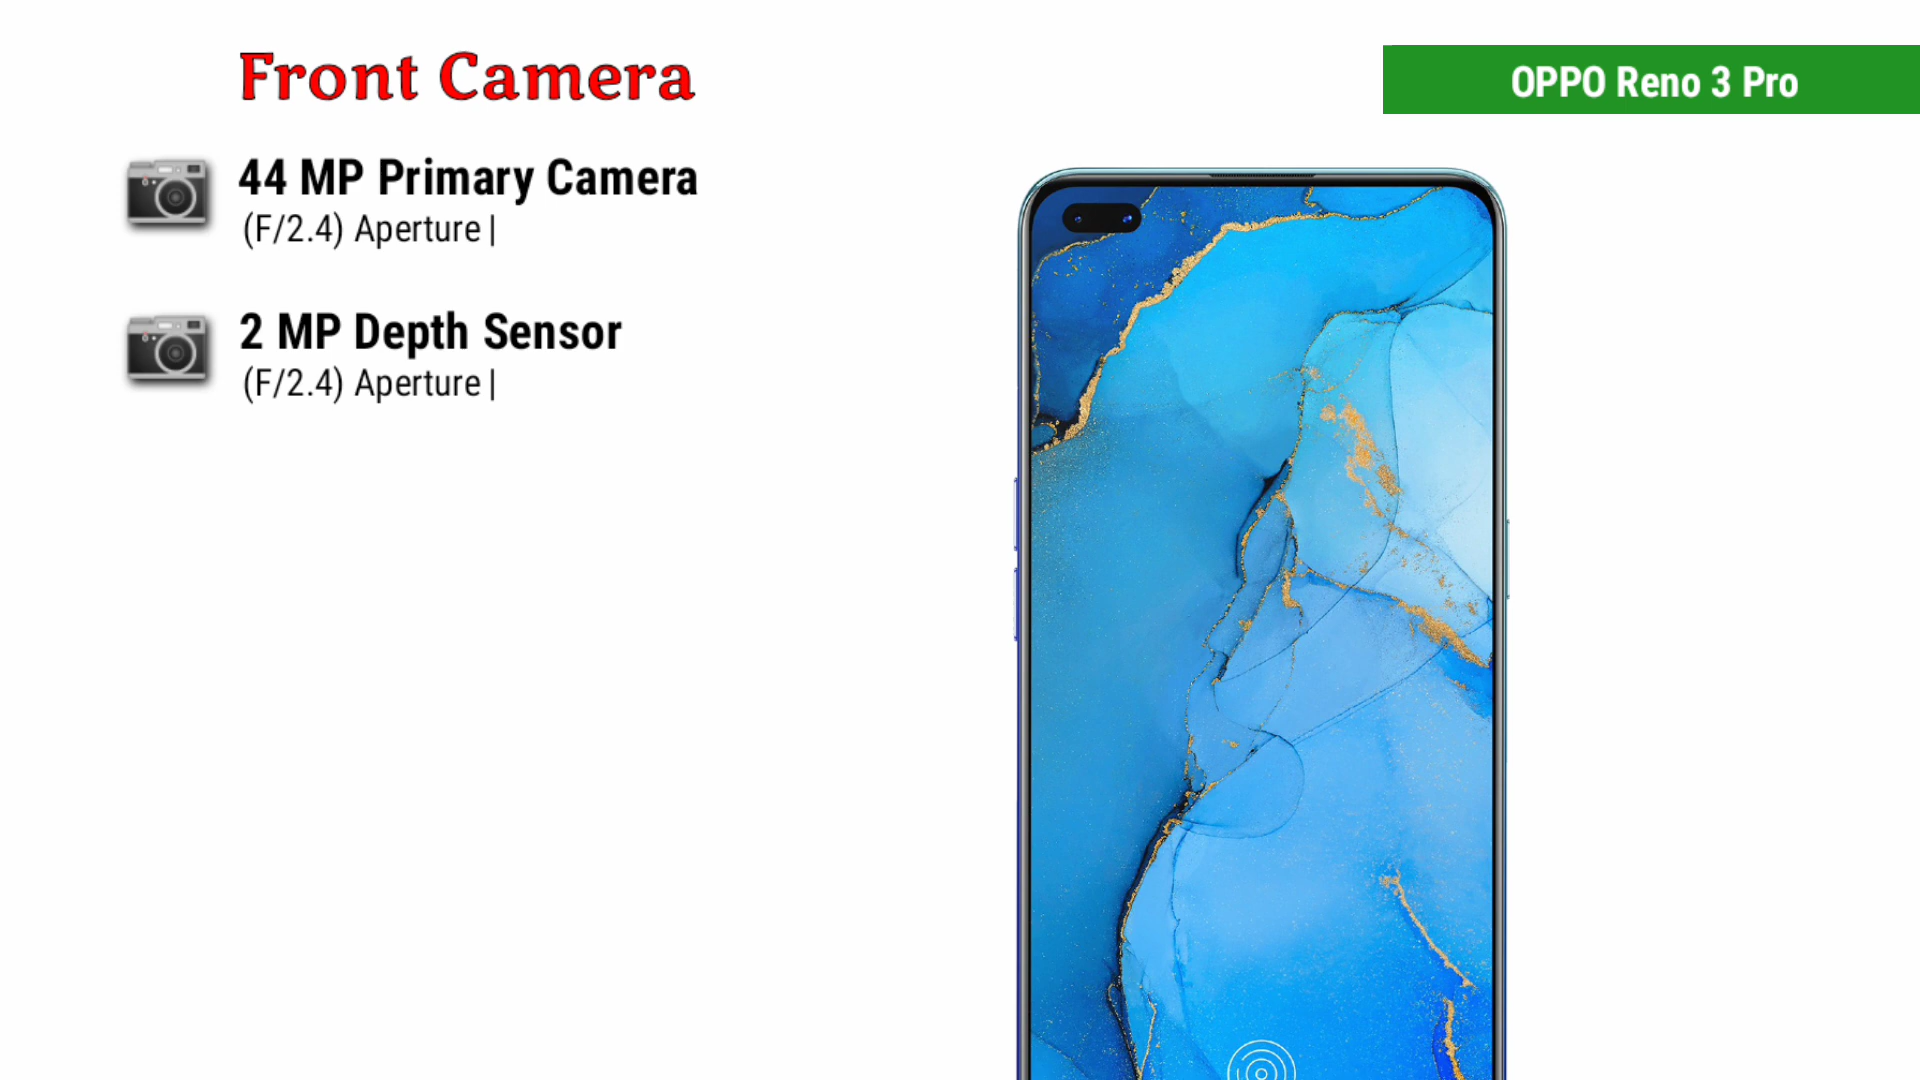 Front Camera
OPPO Reno 3 Pro
44 MP Primary Camera
(F/2.4) Aperture |
2 MP Depth Sensor
(F/2.4) Aperture |